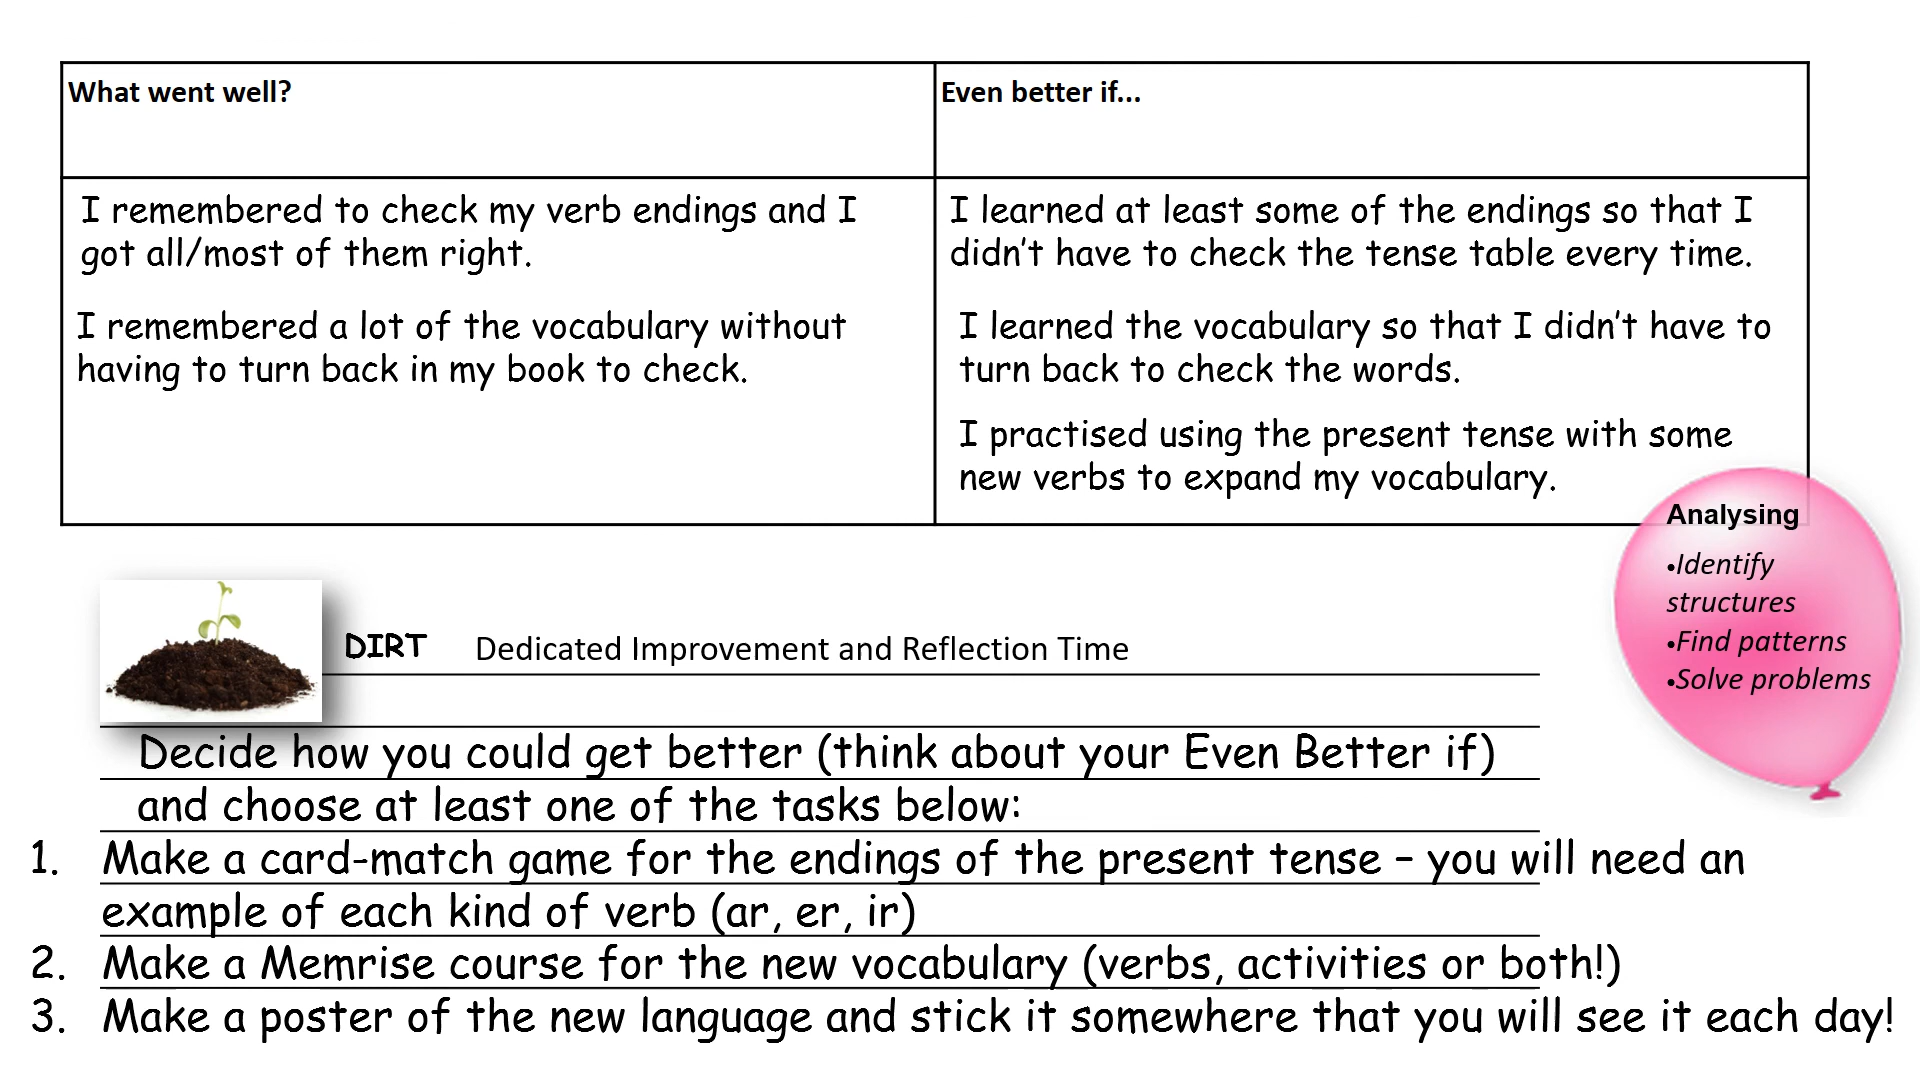 What went well?
Even better if...
I remembered to check my verb endings and I
got all/most of them right.
I remembered a lot of the vocabulary without
having to turn back in my book to check.
I learned at least some of the endings so that I
didn’t have to check the tense table every time.
I learned the vocabulary so that I didn’t have to
turn back to check the words.
I practised using the present tense with some
new verbs to expand my vocabulary.
Analysing
•Identify
structures
•Find patterns
•Solve problems
DIRT Dedicated Improvement and Reflection Time
Decide how you could get better (think about your Even Better if)
and choose at least one of the tasks below:
1. Make a card-match game for the endings of the present tense – you will need an
example of each kind of verb (ar, er, ir)
2. Make a Memrise course for the new vocabulary (verbs, activities or both!)
3. Make a poster of the new language and stick it somewhere that you will see it each day!